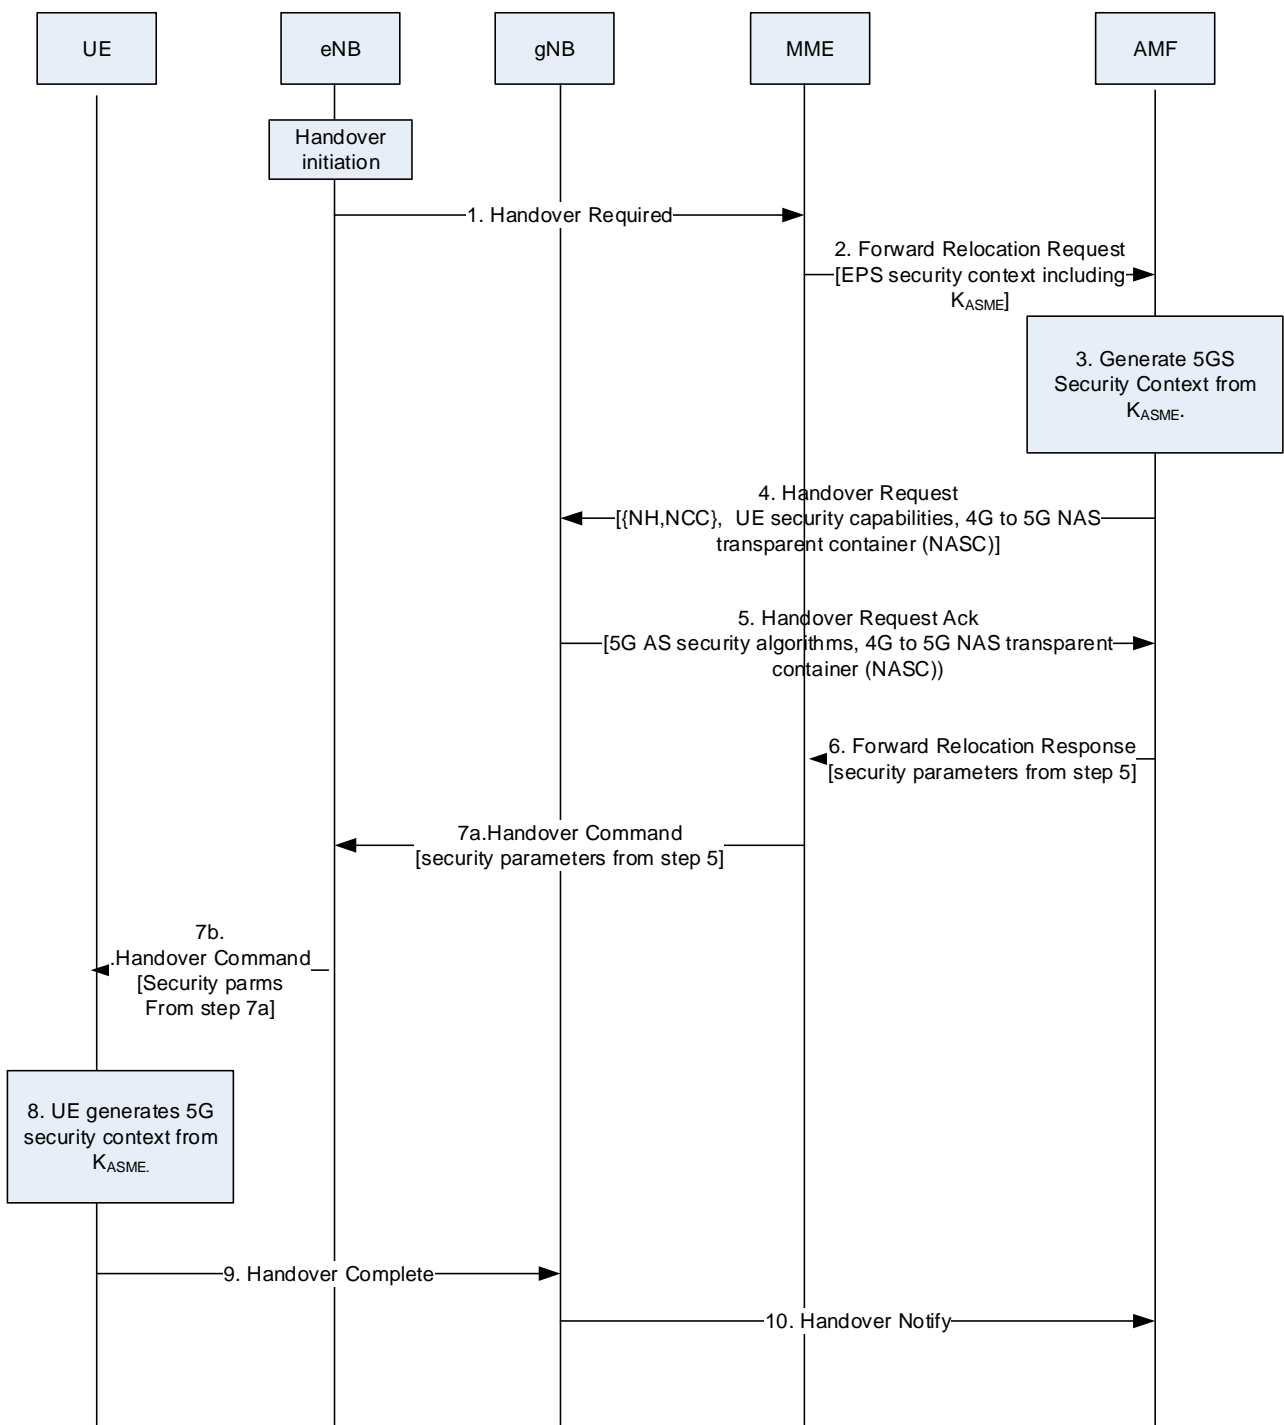 UE
eNB
gNB
MME
AMF
Handover
initiation
1. Handover Required
2. Forward Relocation Request
[EPS security context including
KASME]
3. Generate 5GS
Security Context from
KASME.
4. Handover Request
[{NH,NCC}, UE security capabilities, 4G to 5G NAS
transparent container (NASC)]
5. Handover Request Ack
[5G AS security algorithms, 4G to 5G NAS transparent
container (NASC))
6. Forward Relocation Response
[security parameters from step 5]
7a.Handover Command
[security parameters from step 5]
7b.
.Handover Command
[Security parms
From step 7a]
8. UE generates 5G
security context from
KASME.
9. Handover Complete
10. Handover Notify